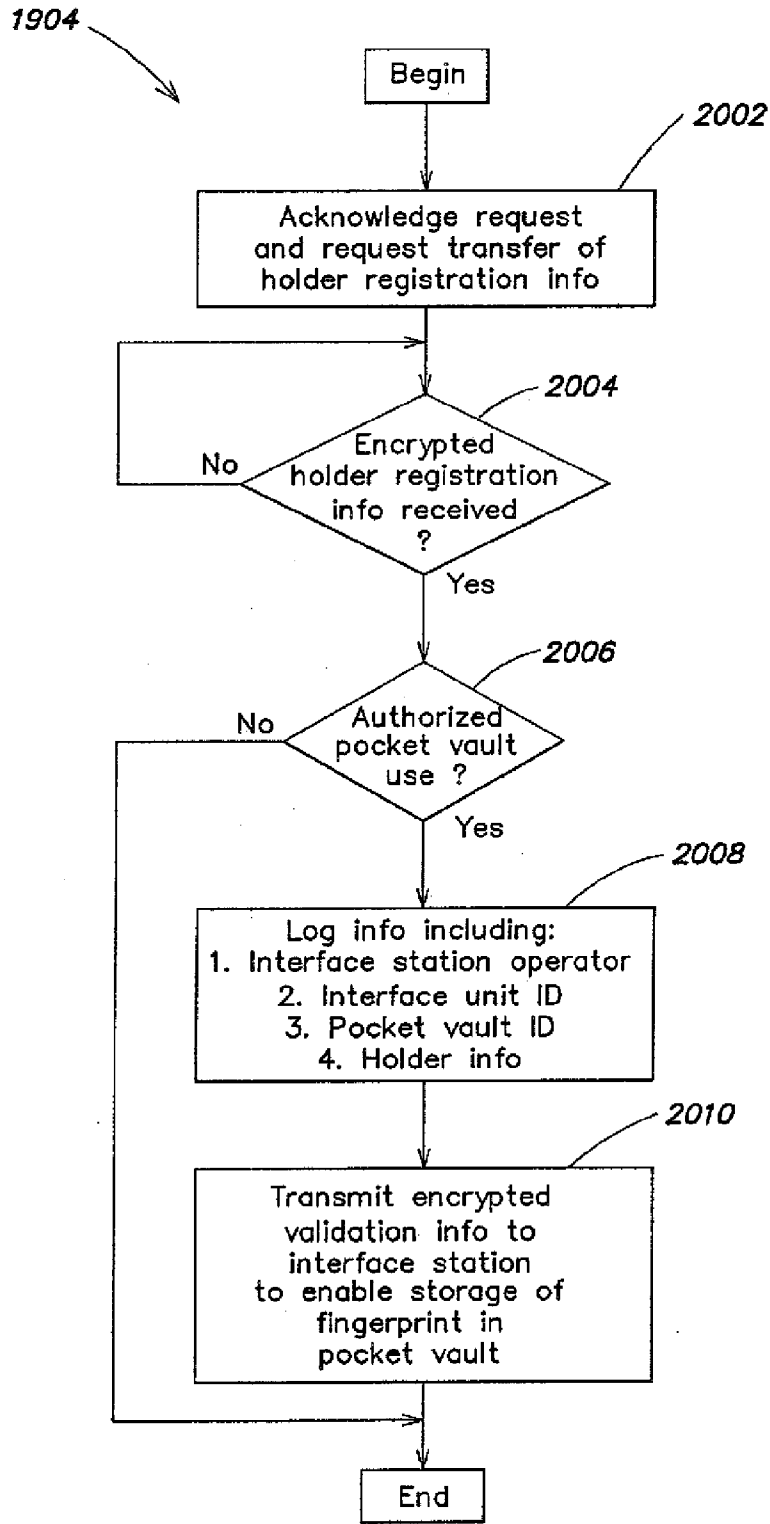 1904
Begin
2002
Acknowledge request
and request transfer of
holder registration info
2004
Encrypted
holder registration
info received
?
No
Yes
2006
Authorized
pocket vault
use ?
No
Yes
2008
Log info including:
1. Interface station operator
2. Interface unit ID
3. Pocket vault ID
4. Holder info
2010
Transmit encrypted
validation info to
interface station
to enable storage of
fingerprint in
pocket vault
End